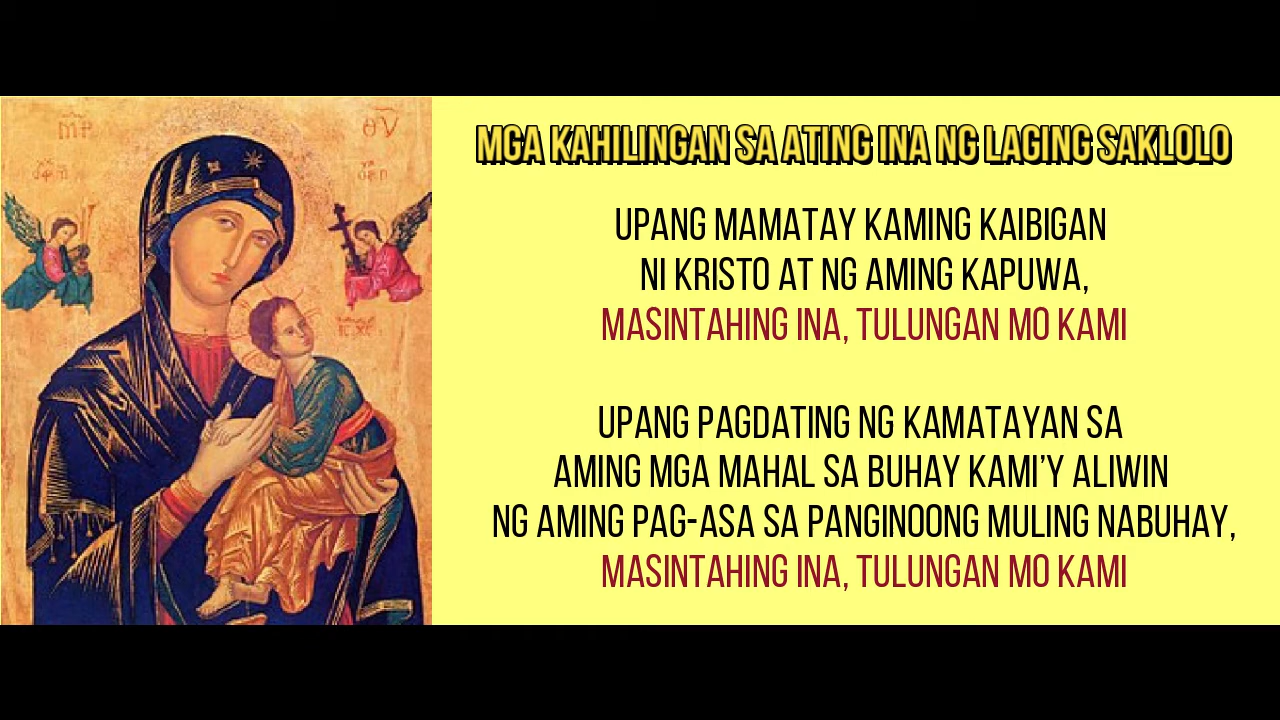 MGA KAHILINGAN SA ATING INA NG LAGING SAKLOLO
UPANG MAMATAY KAMING KAIBIGAN
NI KRISTO AT NG AMING KAPUWA,
MASINTAHING INA, TULUNGAN MO KAMI
UPANG PAGDATING NG KAMATAYAN SA
AMING MGA MAHAL SA BUHAY KAMI’Y ALIWIN
NG AMING PAG-ASA SA PANGINOONG MULING NABUHAY,
MASINTAHING INA, TULUNGAN MO KAMI